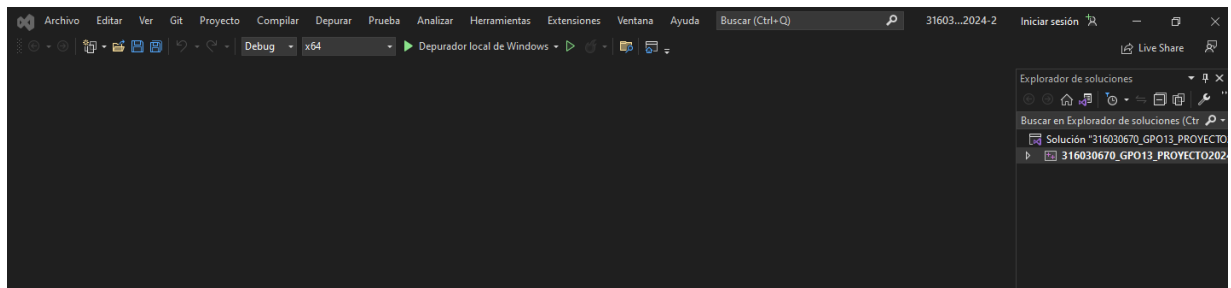 Archivo Editar Ver Git Proyecto Compilar Depurar Prueba Analizar Herramientas Extensiones Ventana Ayuda Buscar (Ctrl+Q) 31603...2024-2 Iniciar sesión
Debug x64 Depurador local de Windows Live Share
Explorador de soluciones
Buscar en Explorador de soluciones (Ctr
Solución "316030670_GPO13_PROYECTO
316030670_GPO13_PROYECTO202